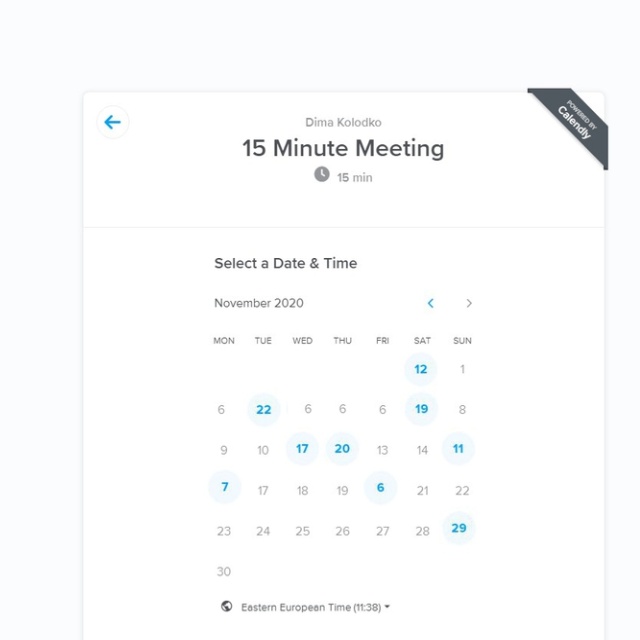 POWERED BY
Calendly
Dima Kolodko
15 Minute Meeting
15 min
Select a Date & Time
November 2020
MON TUE WED THU FRI SAT SUN
12 1
6 22 6 6 6 19 8
9 10 17 20 13 14 11
7 17 18 19 6 21 22
23 24 25 26 27 28 29
30
Eastern European Time (11:38)